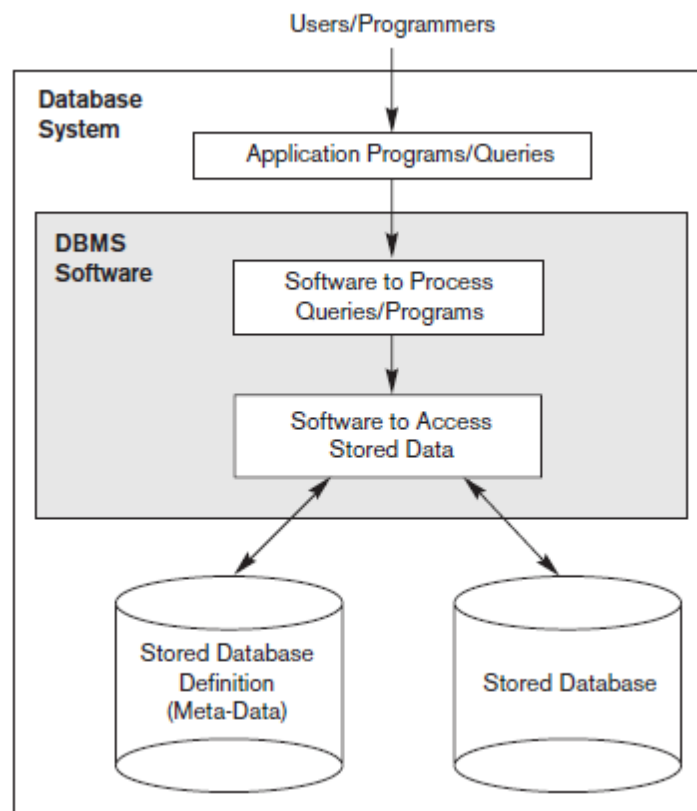 Users/Programmers
Database
System
Application Programs/Queries
DBMS
Software
Software to Process
Queries/Programs
Software to Access
Stored Data
Stored Database
Definition
(Meta-Data)
Stored Database